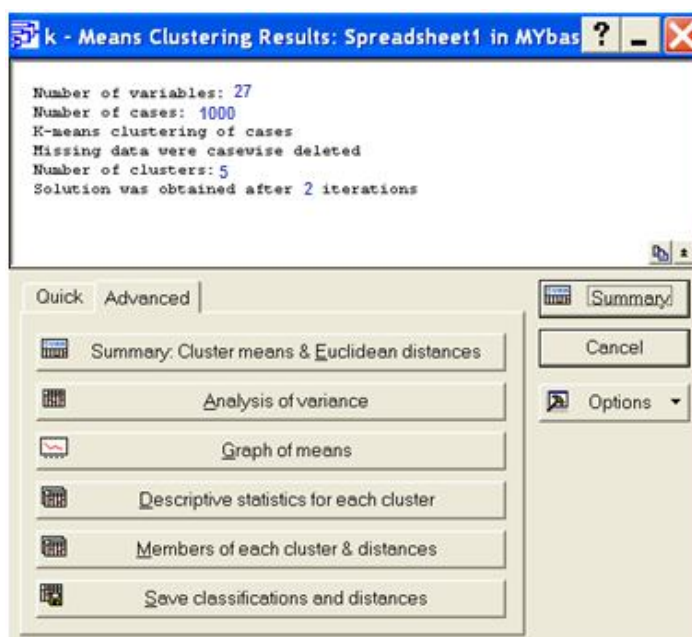 k - Means Clustering Results: Spreadsheet1 in MYbas ?
Number of variables: 27
Number of cases: 1000
K-means clustering of cases
Missing data were casewise deleted
Number of clusters: 5
Solution was obtained after 2 iterations
Quick Advanced
Summary
Summary: Cluster means & Euclidean distances
Cancel
Analysis of variance
Options
Graph of means
Descriptive statistics for each cluster
Members of each cluster & distances
Save classifications and distances